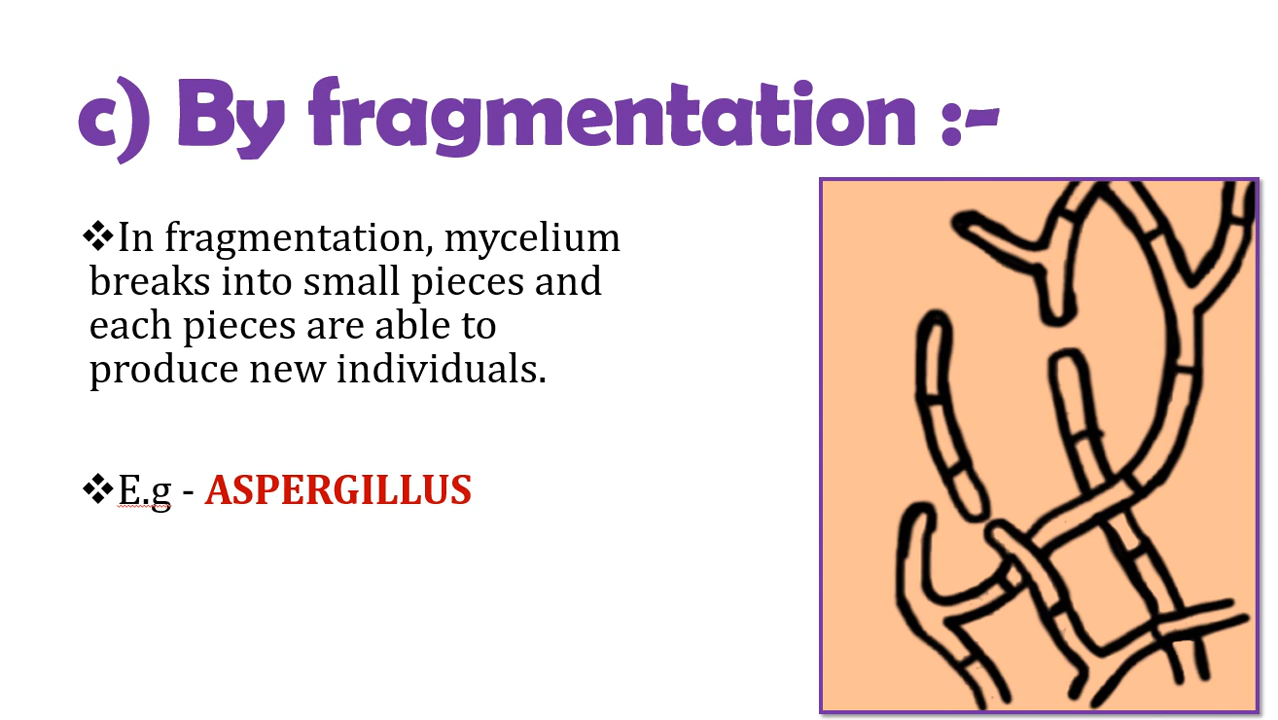 c) By fragmentation :-
❖In fragmentation, mycelium
breaks into small pieces and
each pieces are able to
produce new individuals.
❖E.g - ASPERGILLUS